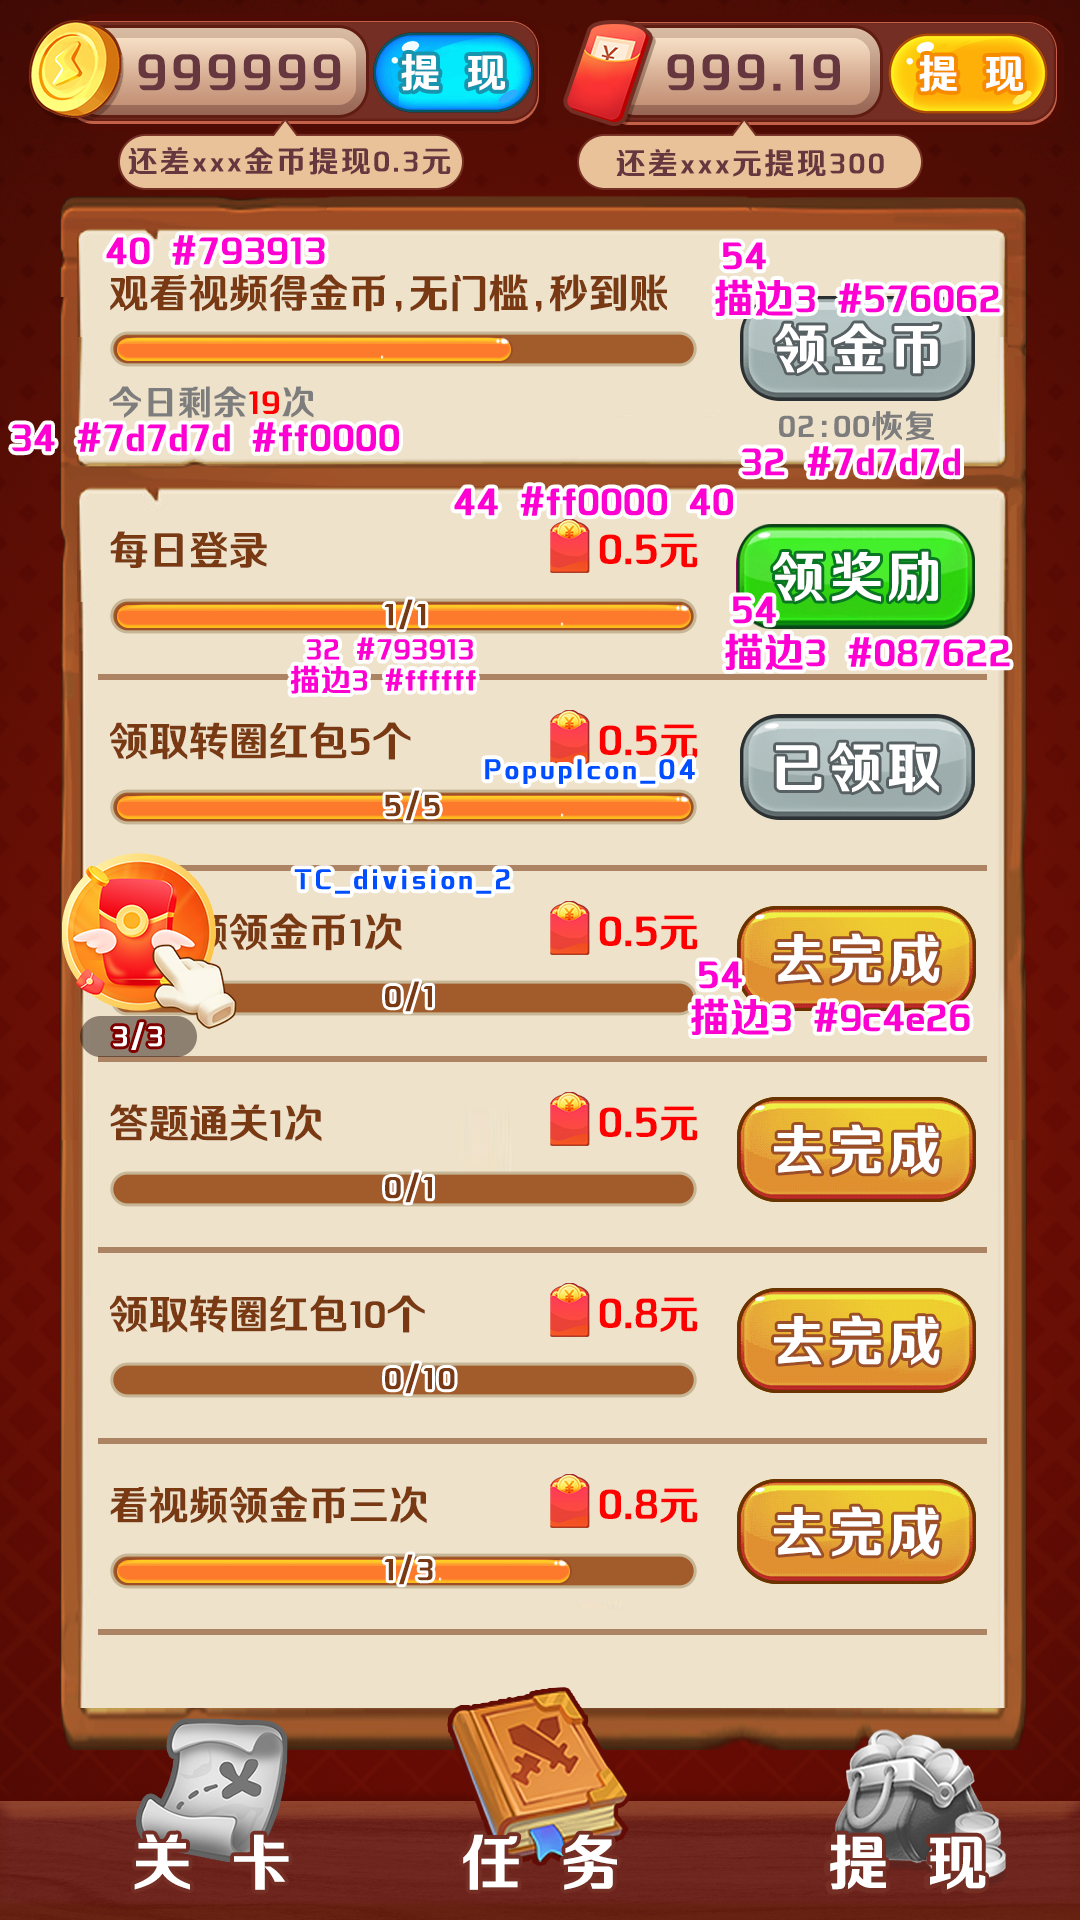 999999 提 现
999.19 提 现
还差xxx金币提现0.3元
还差xxx元提现300
40 #793913
观看视频得金币,无门槛,秒到账
54
描边3 #576062
领金币
今日剩余19次
34 #7d7d7d #ff0000
02:00恢复
32 #7d7d7d
44 #ff0000 40
每日登录
0.5元
领奖励
1/1
54
描边3 #087622
32 #793913
描边3 #ffffff
领取转圈红包5个
0.5元
PopupIcon_04
已领取
5/5
TC_division_2
频领金币1次
0.5元
去完成
54
描边3 #9c4e26
0/1
3/3
答题通关1次
0.5元
去完成
0/1
领取转圈红包10个
0.8元
去完成
0/10
看视频领金币三次
0.8元
去完成
1/3
关 卡
任 务
提 现